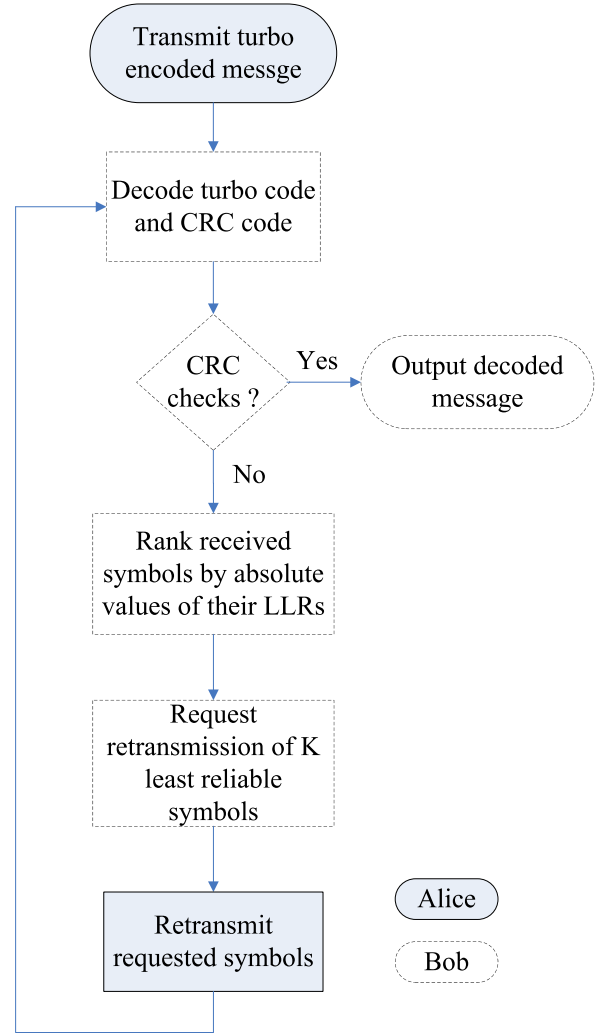 Transmit turbo
encoded messge
Decode turbo code
and CRC code
CRC
checks ?
Yes
Output decoded
message
No
Rank received
symbols by absolute
values of their LLRs
Request
retransmission of K
least reliable
symbols
Retransmit
requested symbols
Alice
Bob